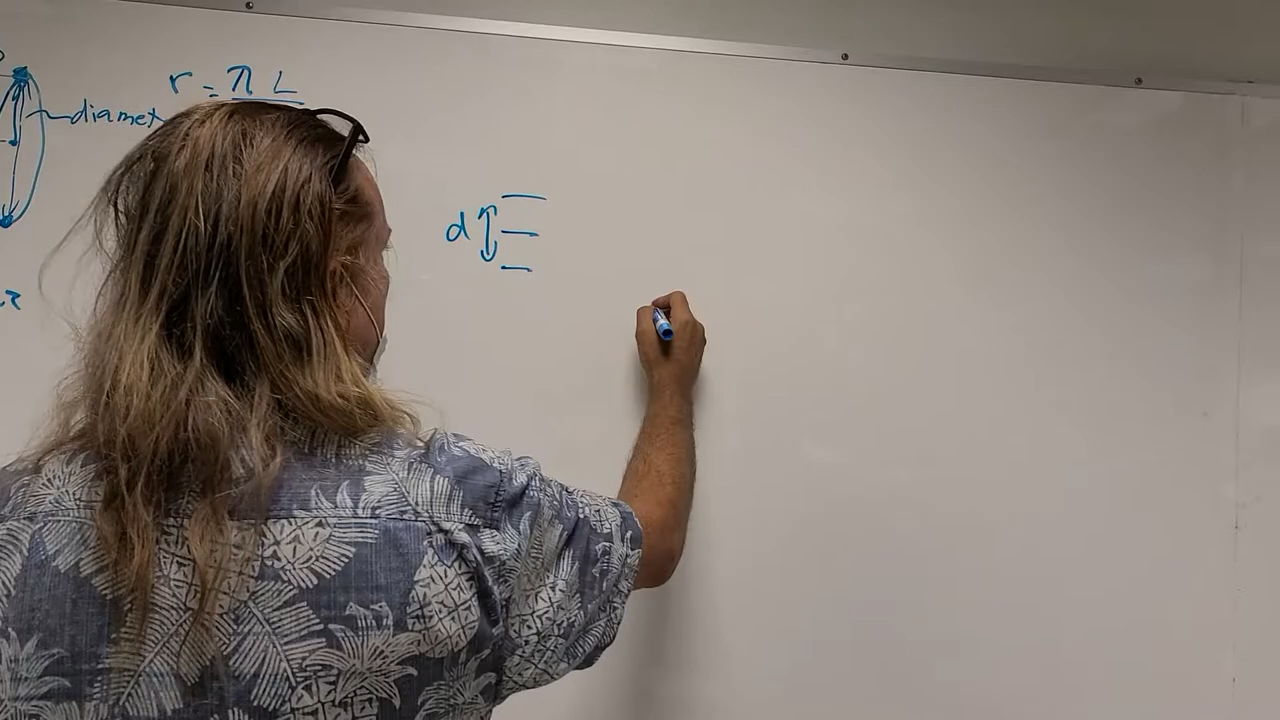 r = π L
diamet
d